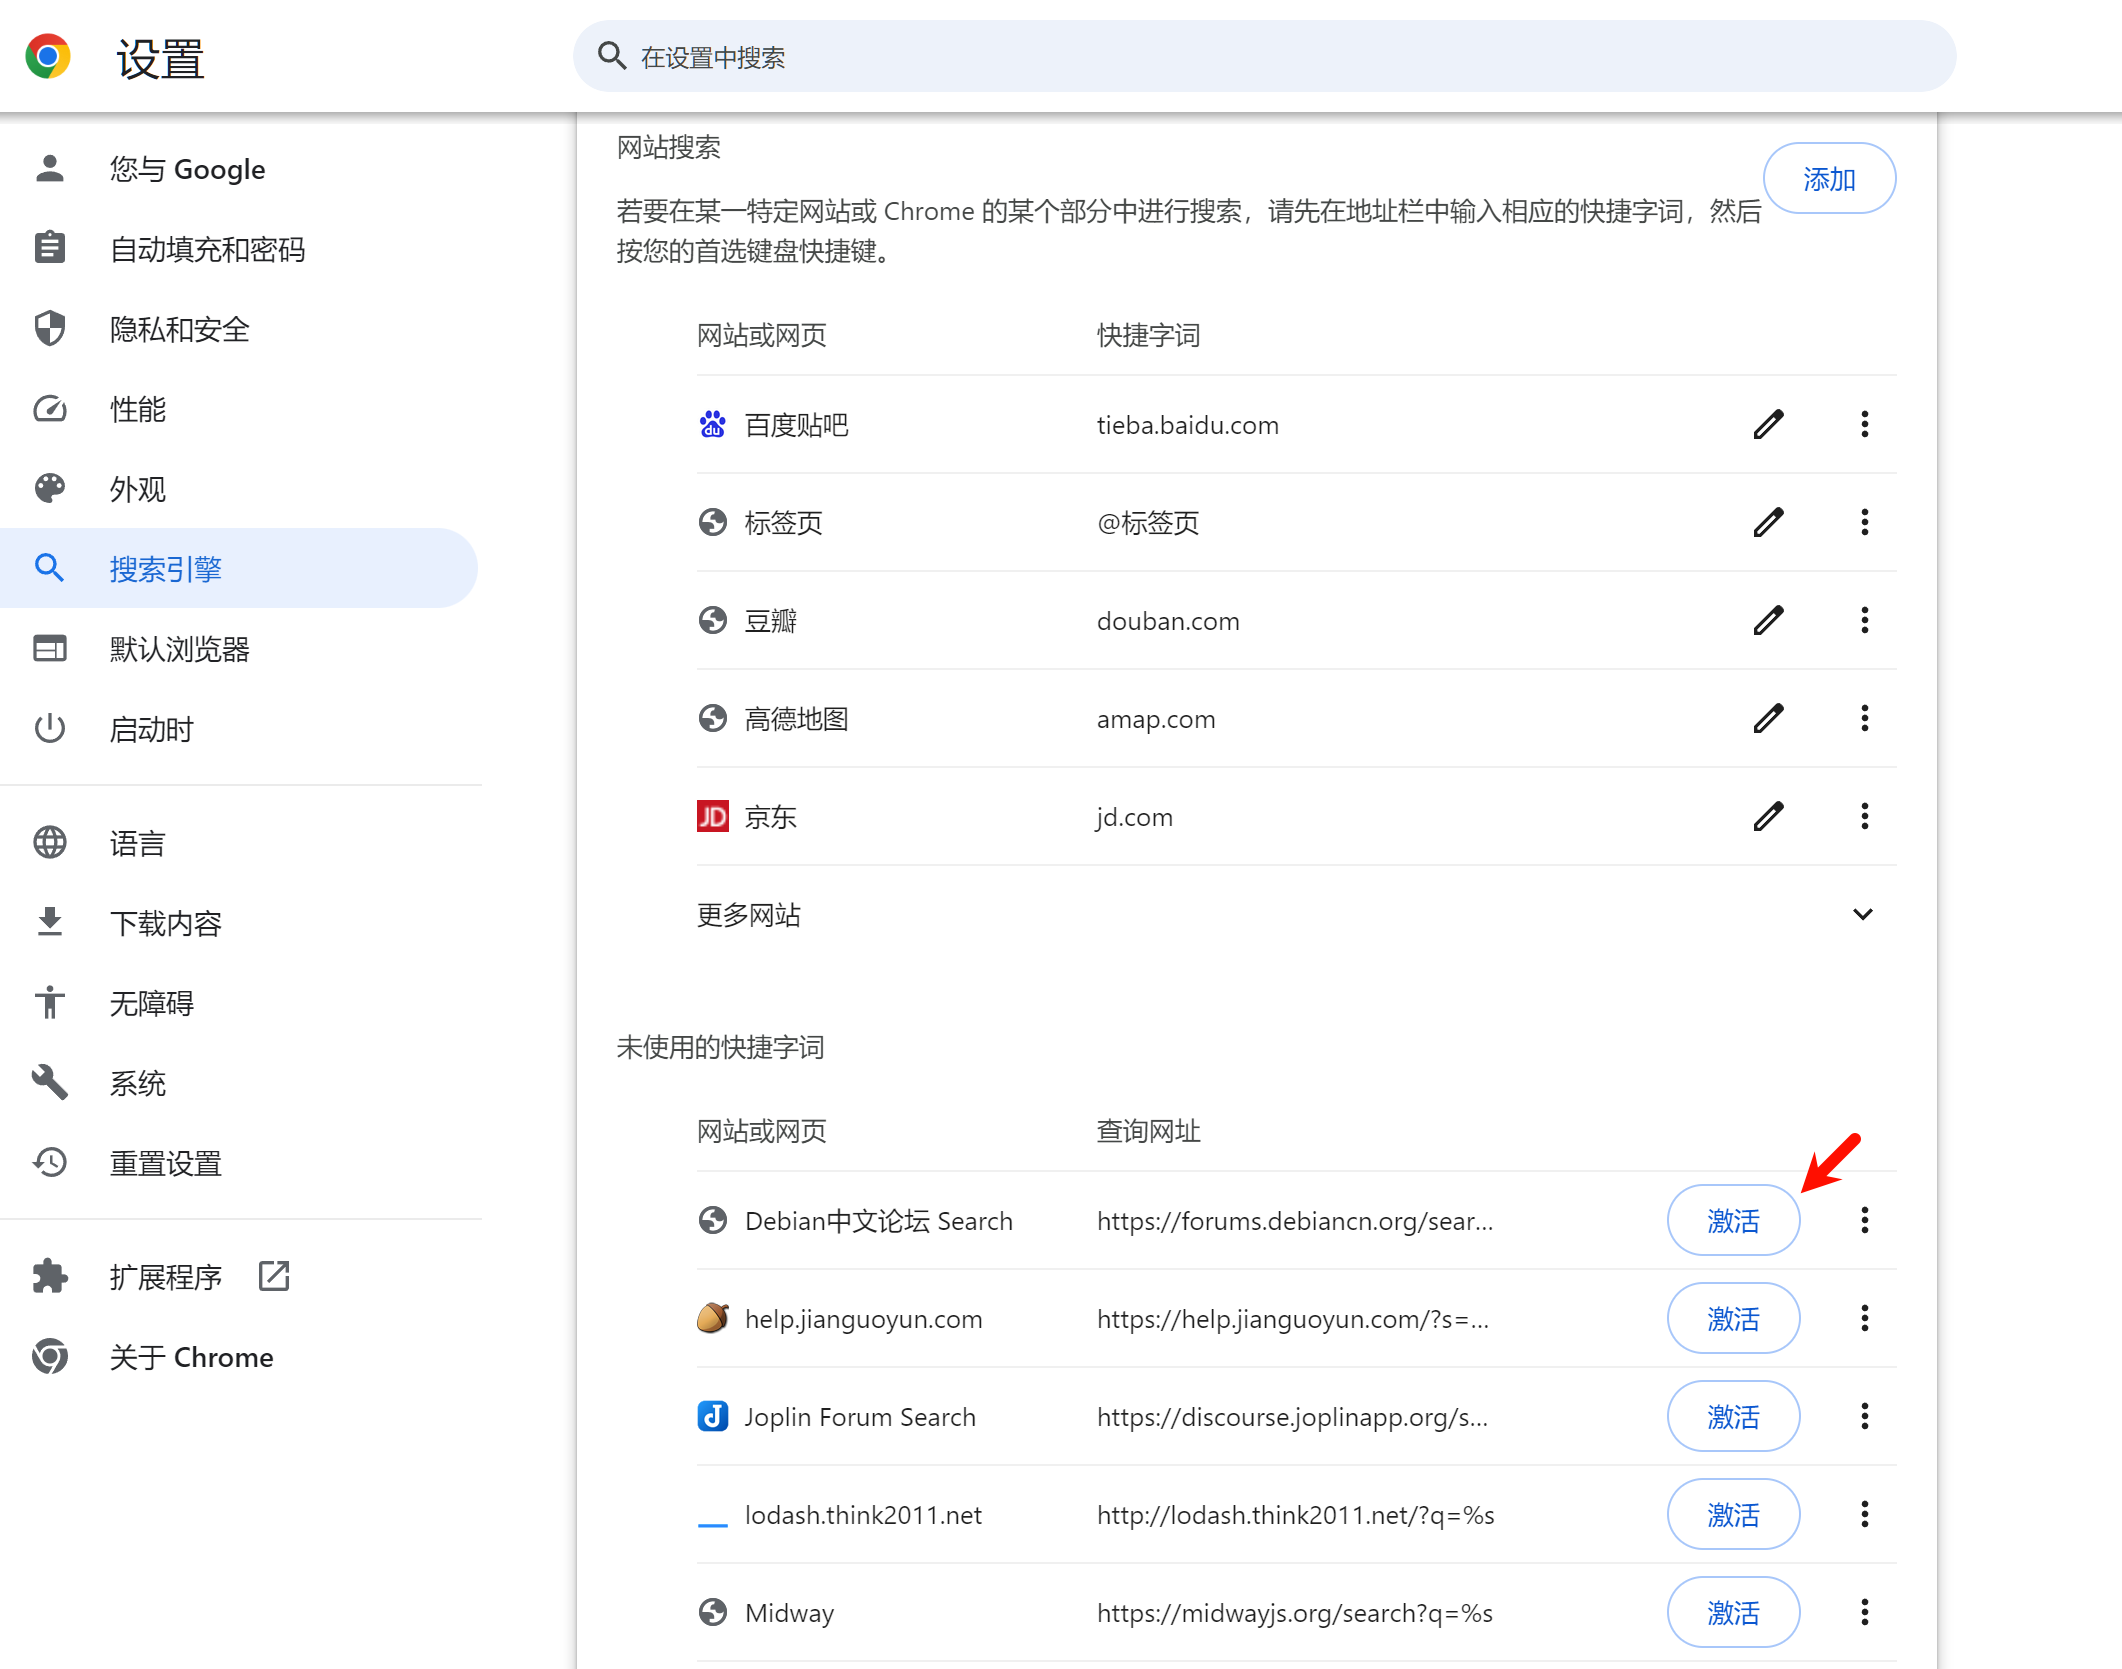 设置
在设置中搜索
您与 Google
自动填充和密码
隐私和安全
性能
外观
搜索引擎
默认浏览器
启动时
语言
下载内容
无障碍
系统
重置设置
扩展程序
关于 Chrome
网站搜索
添加
若要在某一特定网站或 Chrome 的某个部分中进行搜索，请先在地址栏中输入相应的快捷字词，然后
按您的首选键盘快捷键。
网站或网页 快捷字词
du 百度贴吧 tieba.baidu.com
标签页 @标签页
豆瓣 douban.com
高德地图 amap.com
JD 京东 jd.com
更多网站
未使用的快捷字词
网站或网页 查询网址
Debian中文论坛 Search https://forums.debiancn.org/sear... 激活
help.jianguoyun.com https://help.jianguoyun.com/?s=... 激活
Joplin Forum Search https://discourse.joplinapp.org/s... 激活
lodash.think2011.net http://lodash.think2011.net/?q=%s 激活
Midway https://midwayjs.org/search?q=%s 激活